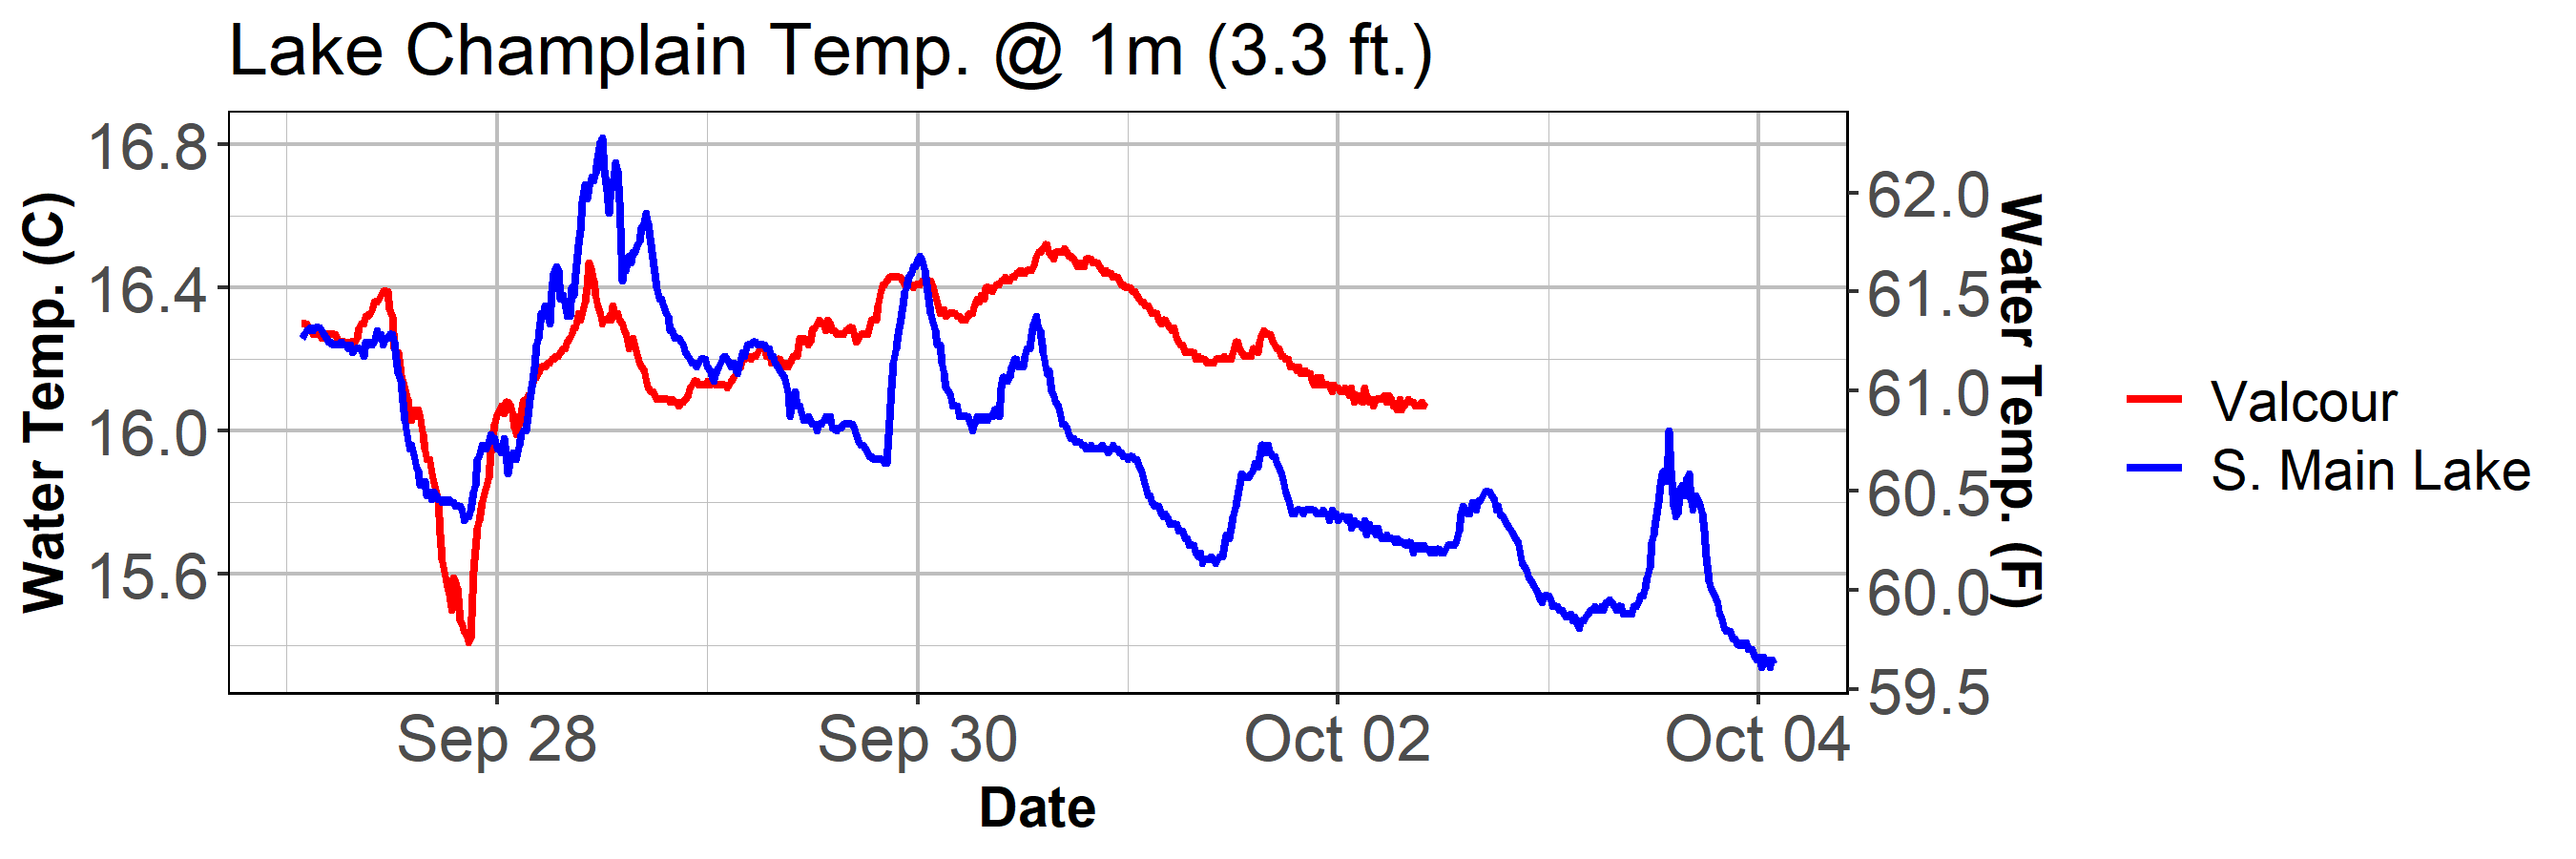 Lake Champlain Temp. @ 1m (3.3 ft.)
Water Temp. (C)
16.8
16.4
16.0
15.6
62.0
61.5
61.0
60.5
60.0
59.5
Water Temp. (F)
Sep 28
Sep 30
Oct 02
Oct 04
Date
Valcour
S. Main Lake